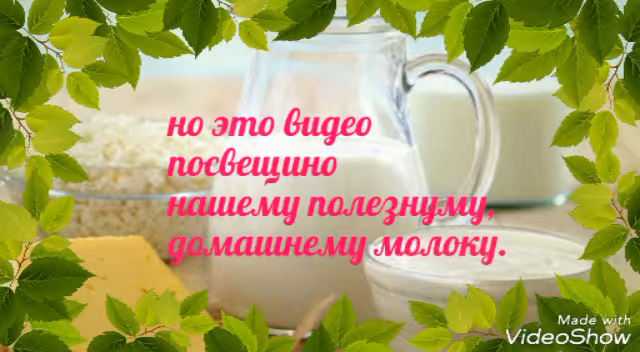 но это видео
посвещино
нашему полезнуму,
домашнему молоку.
Made with
VideoShow